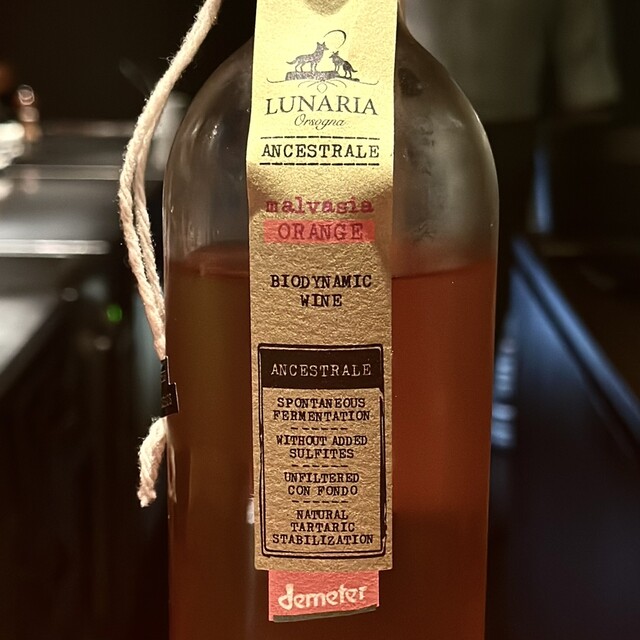 LUNARIA
Orsogna
ANCESTRALE
malvasia
ORANGE
BIODYNAMIC
WINE
ANCESTRALE
SPONTANEOUS
FERMENTATION
WITHOUT ADDED
SULFITES
UNFILTERED
CON FONDO
NATURAL
TARTARIC
STABILIZATION
demeter